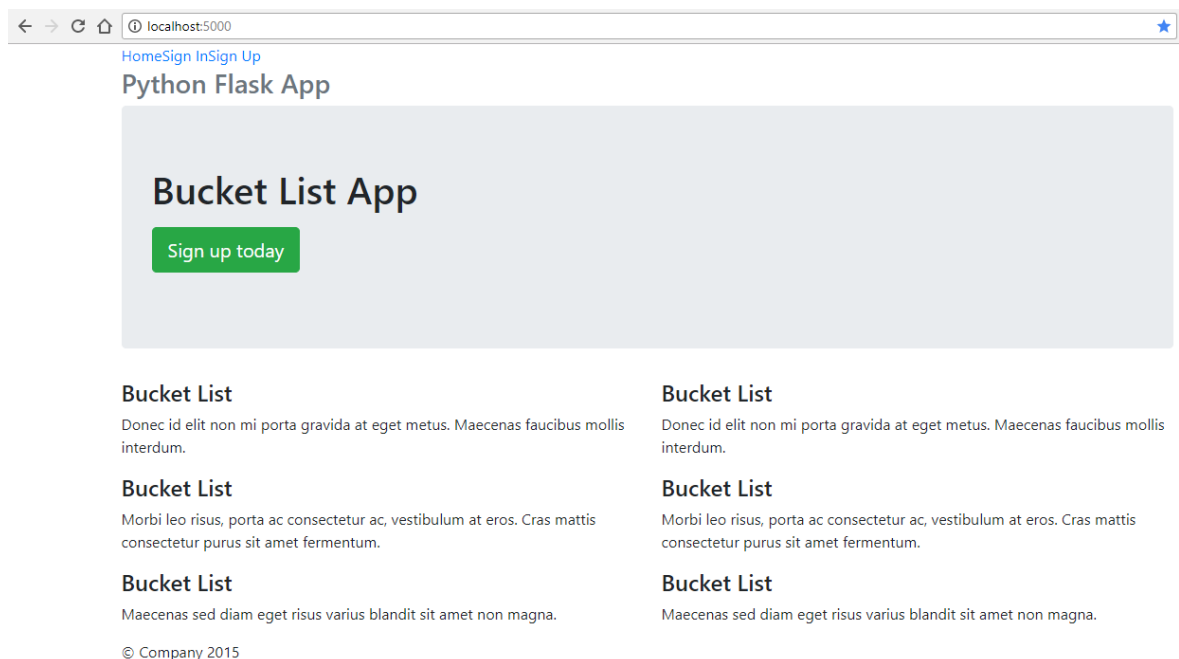 localhost:5000
HomeSign InSign Up
Python Flask App
Bucket List App
Sign up today
Bucket List
Donec id elit non mi porta gravida at eget metus. Maecenas faucibus mollis
interdum.
Bucket List
Morbi leo risus, porta ac consectetur ac, vestibulum at eros. Cras mattis
consectetur purus sit amet fermentum.
Bucket List
Maecenas sed diam eget risus varius blandit sit amet non magna.
Bucket List
Donec id elit non mi porta gravida at eget metus. Maecenas faucibus mollis
interdum.
Bucket List
Morbi leo risus, porta ac consectetur ac, vestibulum at eros. Cras mattis
consectetur purus sit amet fermentum.
Bucket List
Maecenas sed diam eget risus varius blandit sit amet non magna.
© Company 2015